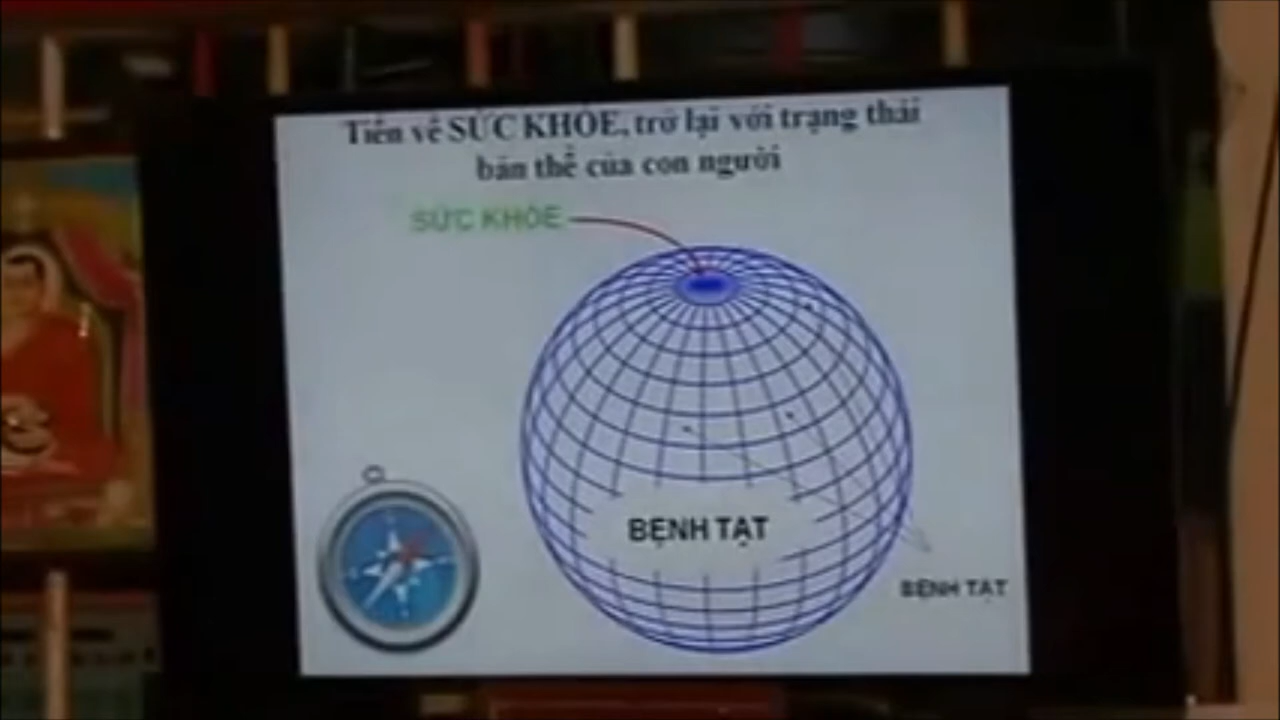 Tiến về SỨC KHỎE, trở lại với trạng thái
bản thể của con người
SỨC KHỎE
BỆNH TẬT
BỆNH TẬT